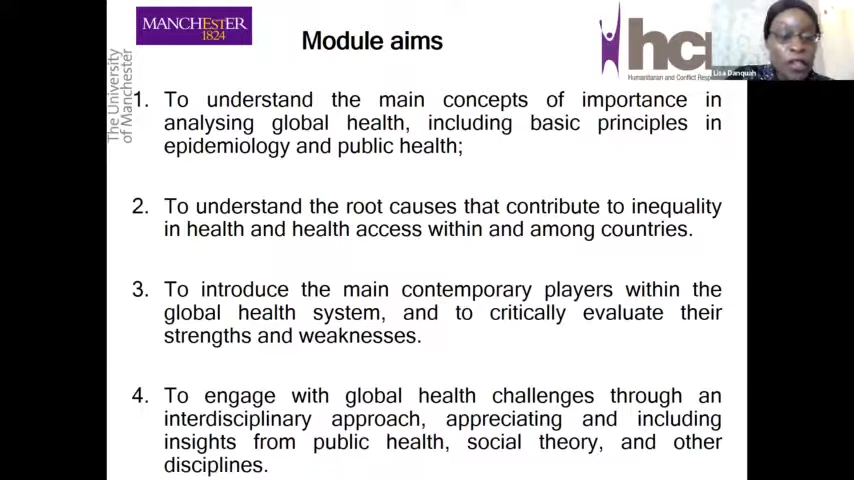 MANCHESTER
1824
The University
of Manchester
Module aims
hc
Humanitarian and Conflict
Lisa Danquah
1. To understand the main concepts of importance in
analysing global health, including basic principles in
epidemiology and public health;
2. To understand the root causes that contribute to inequality
in health and health access within and among countries.
3. To introduce the main contemporary players within the
global health system, and to critically evaluate their
strengths and weaknesses.
4. To engage with global health challenges through an
interdisciplinary approach, appreciating and including
insights from public health, social theory, and other
disciplines.